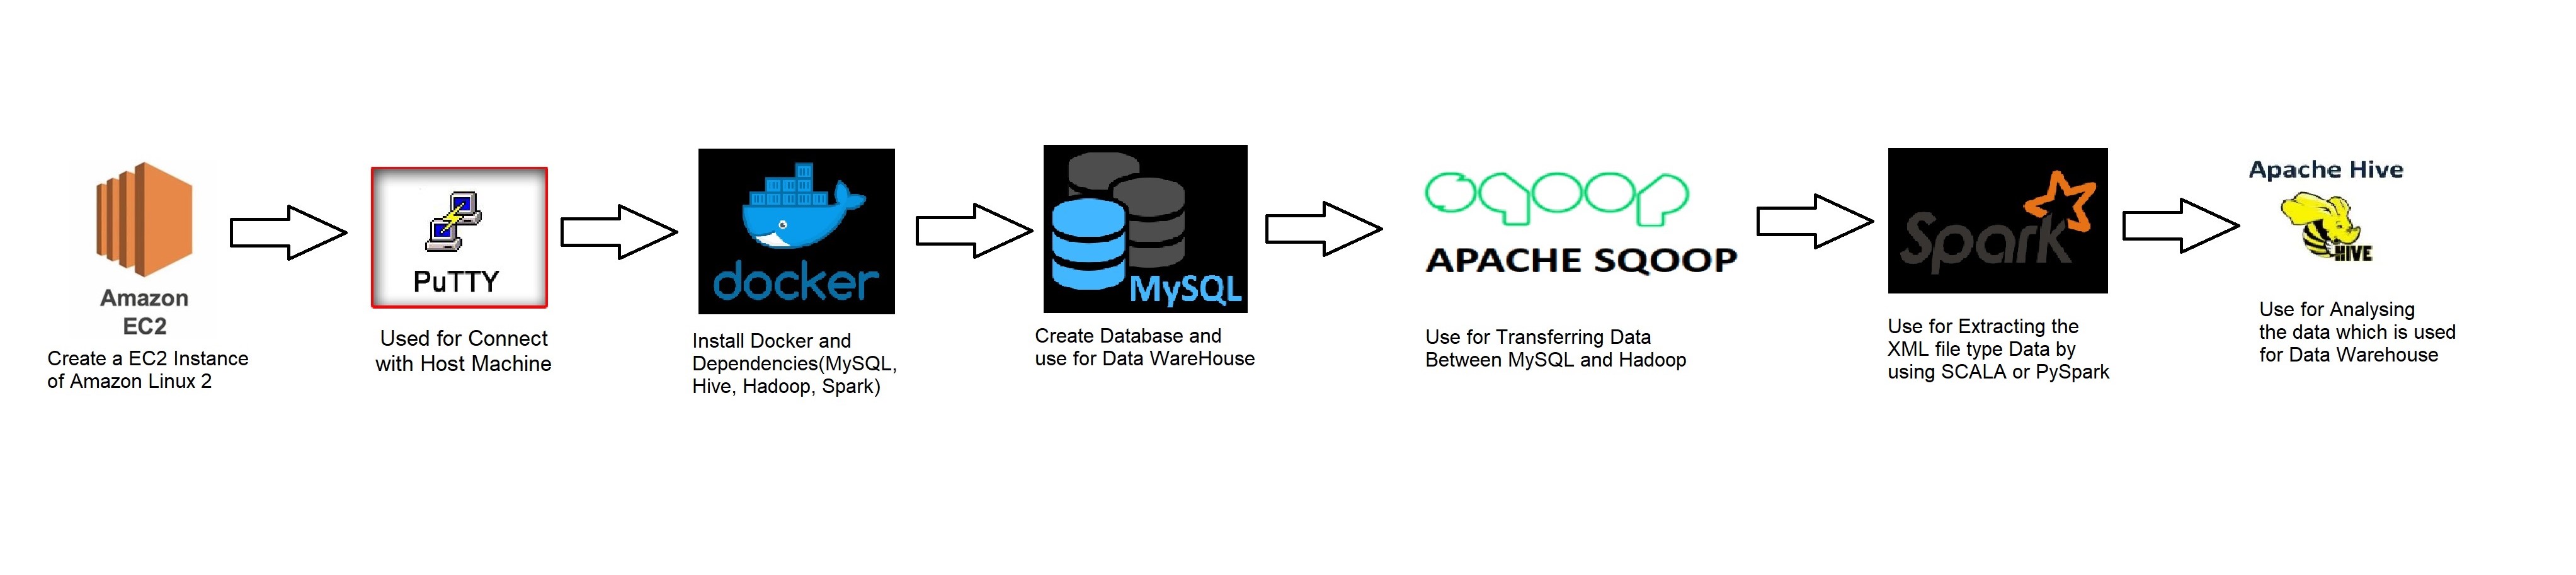 Amazon
EC2
Create a EC2 Instance
of Amazon Linux 2
PuTTY
Used for Connect
with Host Machine
docker
Install Docker and
Dependencies(MySQL,
Hive, Hadoop, Spark)
MySQL
Create Database and
use for Data WareHouse
sqoop
APACHE SQOOP
Use for Transferring Data
Between MySQL and Hadoop
Spark
Use for Extracting the
XML file type Data by
using SCALA or PySpark
Apache Hive
HIVE
Use for Analysing
the data which is used
for Data Warehouse